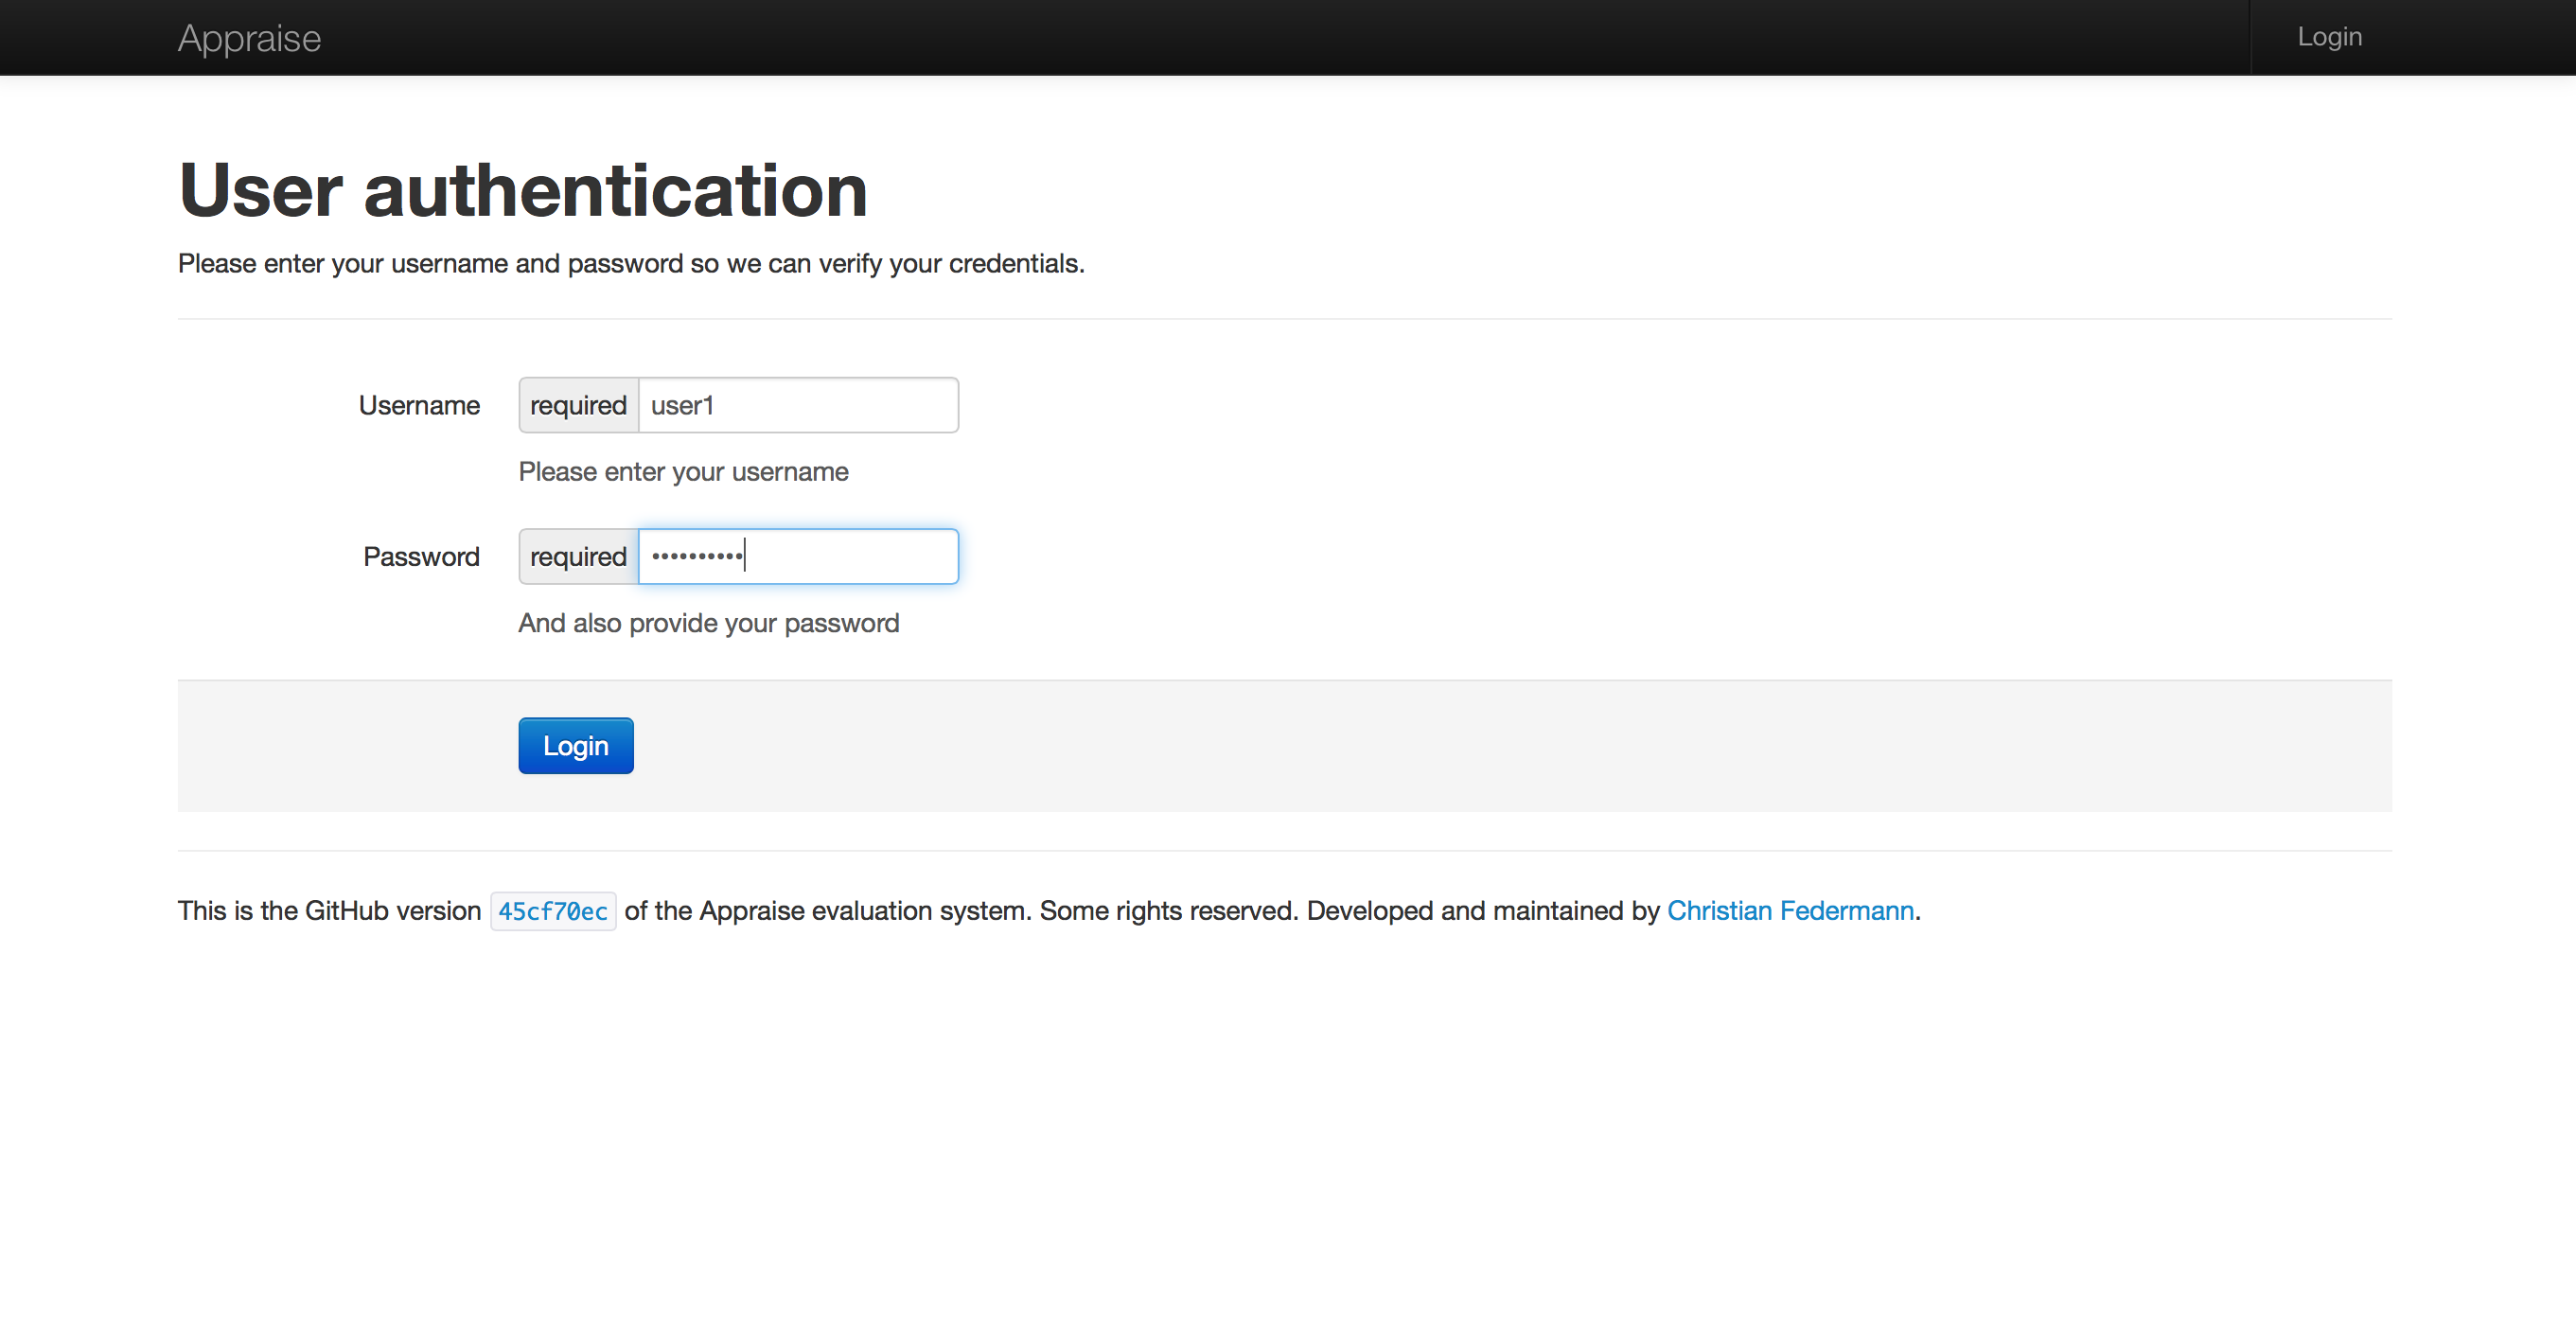 Appraise
Login
User authentication
Please enter your username and password so we can verify your credentials.
Username required user1
Please enter your username
Password required ••••••••••
And also provide your password
Login
This is the GitHub version 45cf70ec of the Appraise evaluation system. Some rights reserved. Developed and maintained by Christian Federmann.